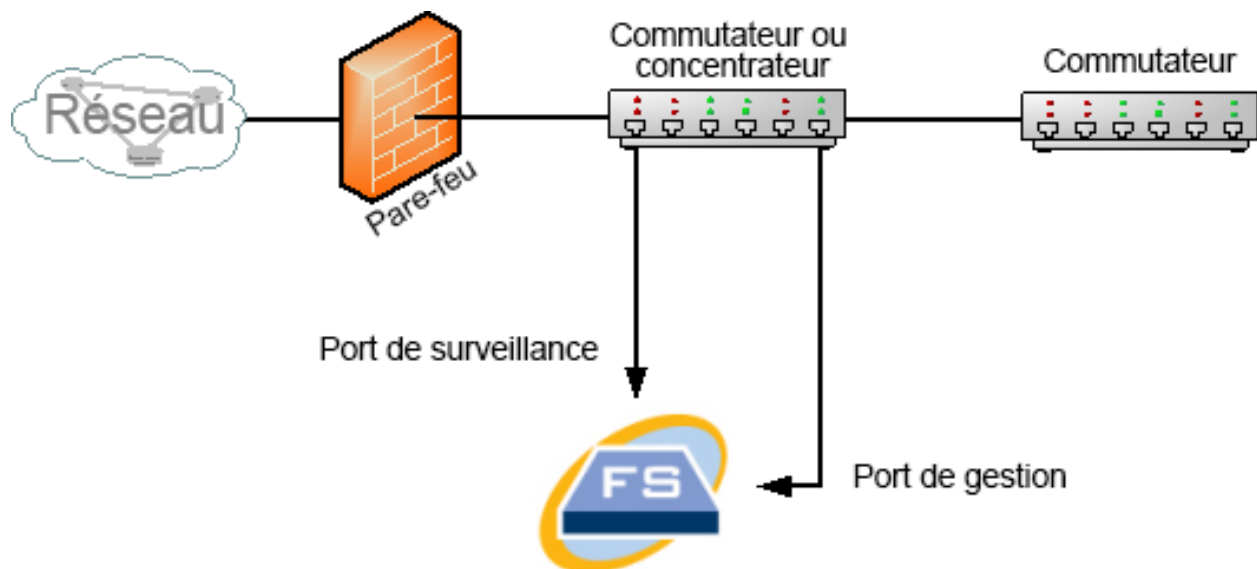 Commutateur ou
concentrateur
Commutateur
Réseau
Pare-feu
Port de surveillance
Port de gestion
FS